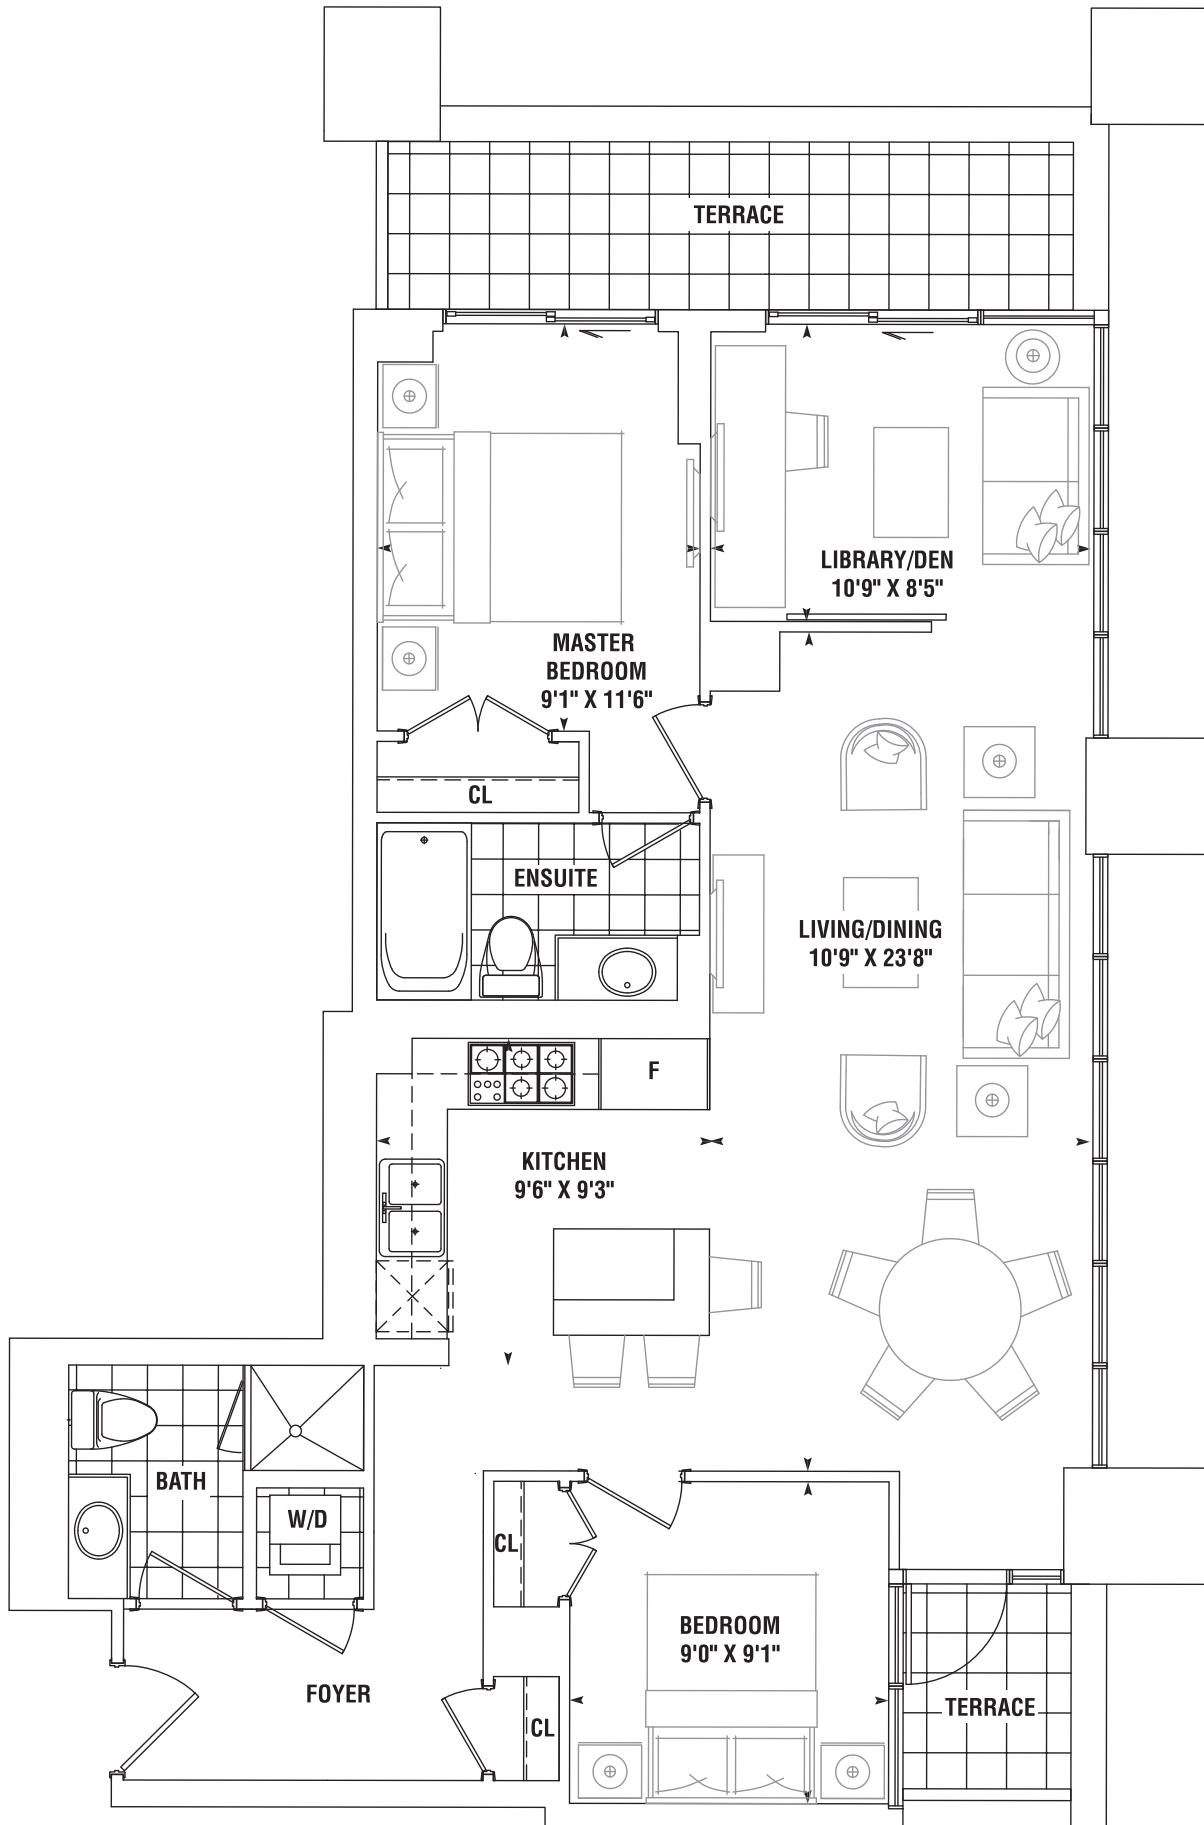 TERRACE
LIBRARY/DEN
10'9" X 8'5"
MASTER
BEDROOM
9'1" X 11'6"
CL
ENSUITE
LIVING/DINING
10'9" X 23'8"
F
KITCHEN
9'6" X 9'3"
BATH
W/D
CL
BEDROOM
9'0" X 9'1"
FOYER
TERRACE
CL